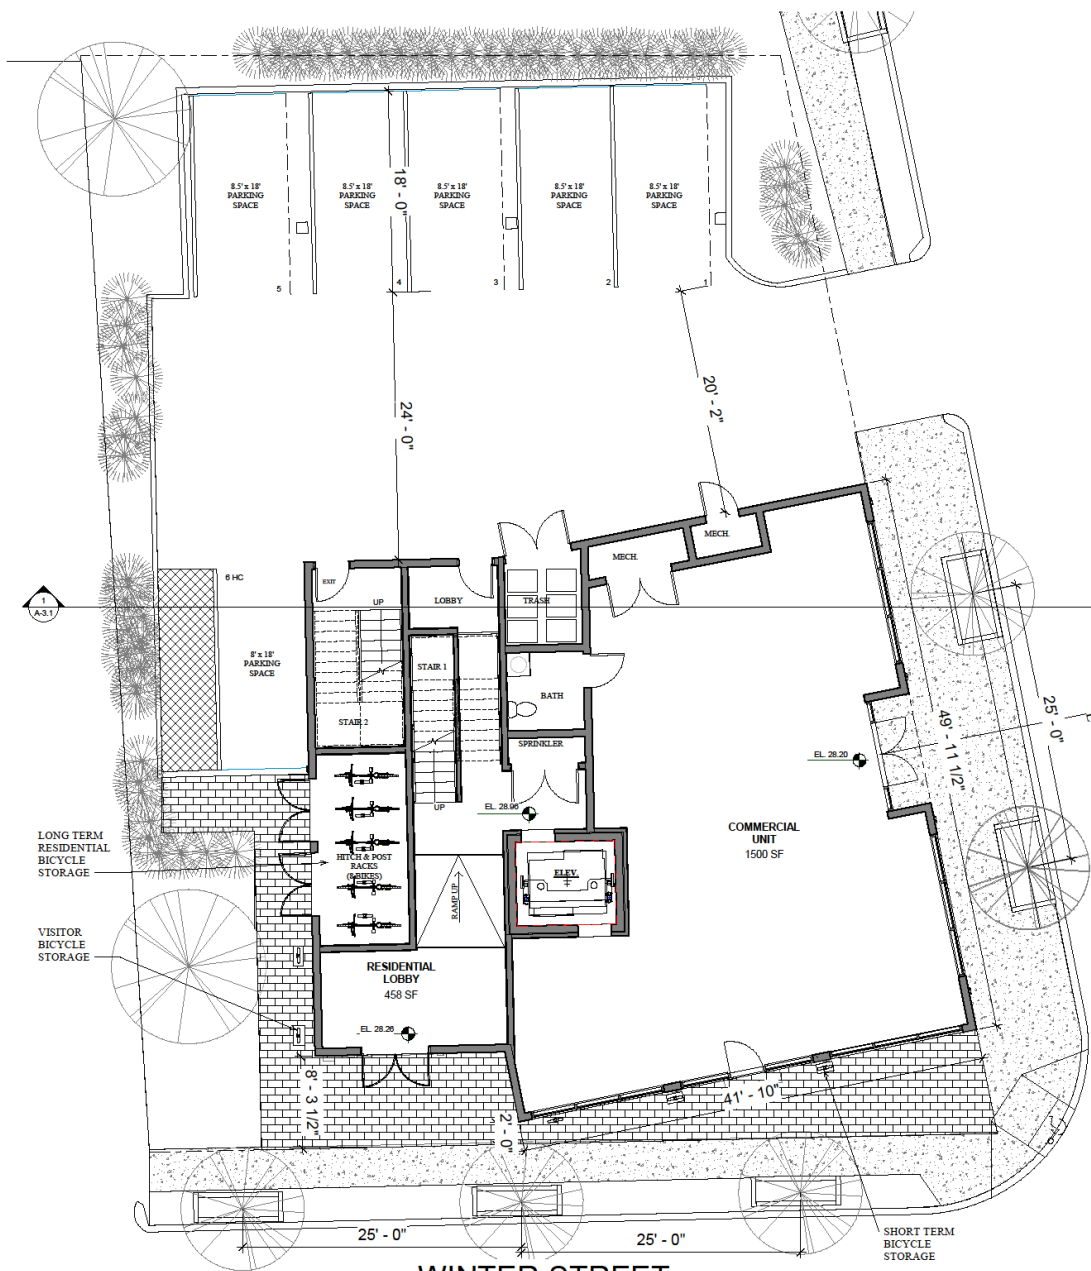 8.5' x 18'
PARKING
SPACE
8.5' x 18'
PARKING
SPACE
8.5' x 18'
PARKING
SPACE
8.5' x 18'
PARKING
SPACE
8.5' x 18'
PARKING
SPACE
18' - 0"
5
4
3
2
1
24' - 0"
20' - 2"
MECH.
MECH.
6 HC
EXIT
UP
LOBBY
TRASH
1
A-3.1
8' x 18'
PARKING
SPACE
STAIR 1
STAIR 2
BATH
SPRINKLER
25' - 0"
49' - 11 1/2"
EL. 28.20
UP
EL. 28.96
COMMERCIAL
UNIT
1500 SF
LONG TERM
RESIDENTIAL
BICYCLE
STORAGE
HITCH & POST
RACKS
(8 BIKES)
RAMP UP
ELEV.
VISITOR
BICYCLE
STORAGE
RESIDENTIAL
LOBBY
458 SF
EL. 28.26
8' - 3 1/2"
2' - 0"
41' - 10"
25' - 0"
25' - 0"
SHORT TERM
BICYCLE
STORAGE
WINTER STREET